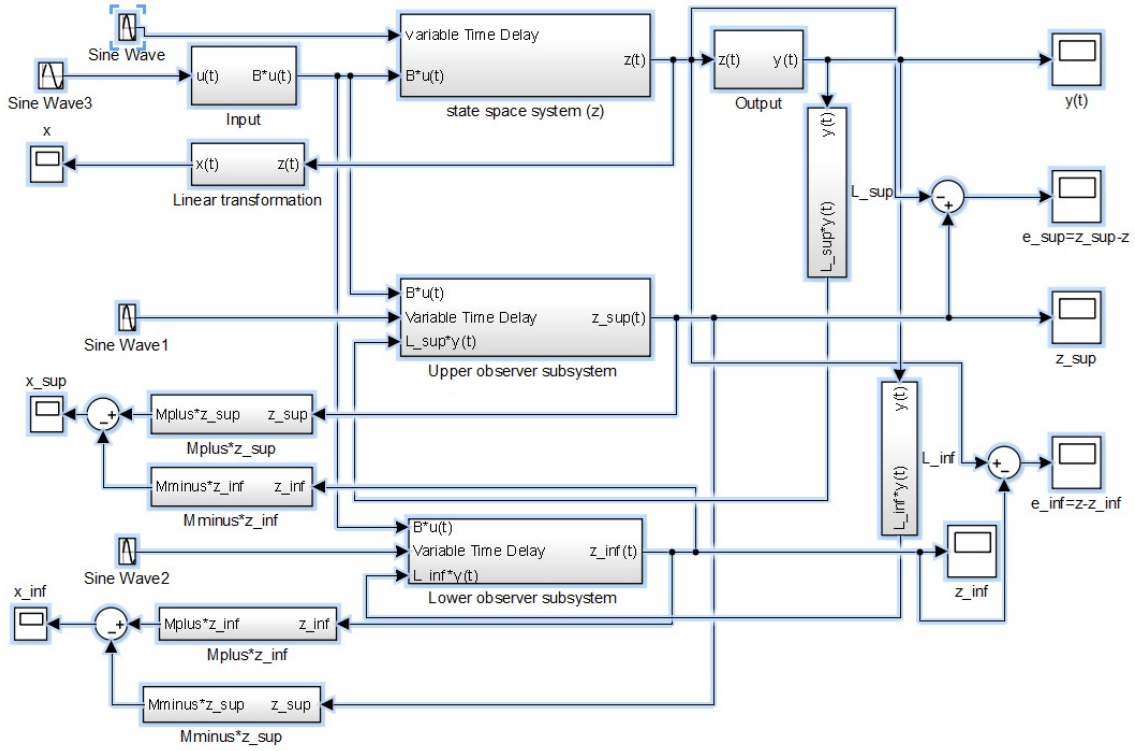 Sine Wave
variable Time Delay
B*u(t)
z(t)
state space system (z)
Sine Wave3
u(t)
B*u(t)
Input
z(t)
y(t)
Output
y(t)
x
x(t)
z(t)
Linear transformation
y(t)
L_sup*y(t)
L_sup
−
+
e_sup=z_sup-z
Sine Wave1
B*u(t)
Variable Time Delay
L_sup*y(t)
z_sup(t)
Upper observer subsystem
z_sup
x_sup
−
+
Mplus*z_sup
z_sup
Mplus*z_sup
Mminus*z_inf
z_inf
Mminus*z_inf
y(t)
L_inf*y(t)
L_inf
+
−
e_inf=z-z_inf
Sine Wave2
B*u(t)
Variable Time Delay
L_inf*y(t)
z_inf(t)
Lower observer subsystem
z_inf
x_inf
−
+
Mplus*z_inf
z_inf
Mplus*z_inf
Mminus*z_sup
z_sup
Mminus*z_sup